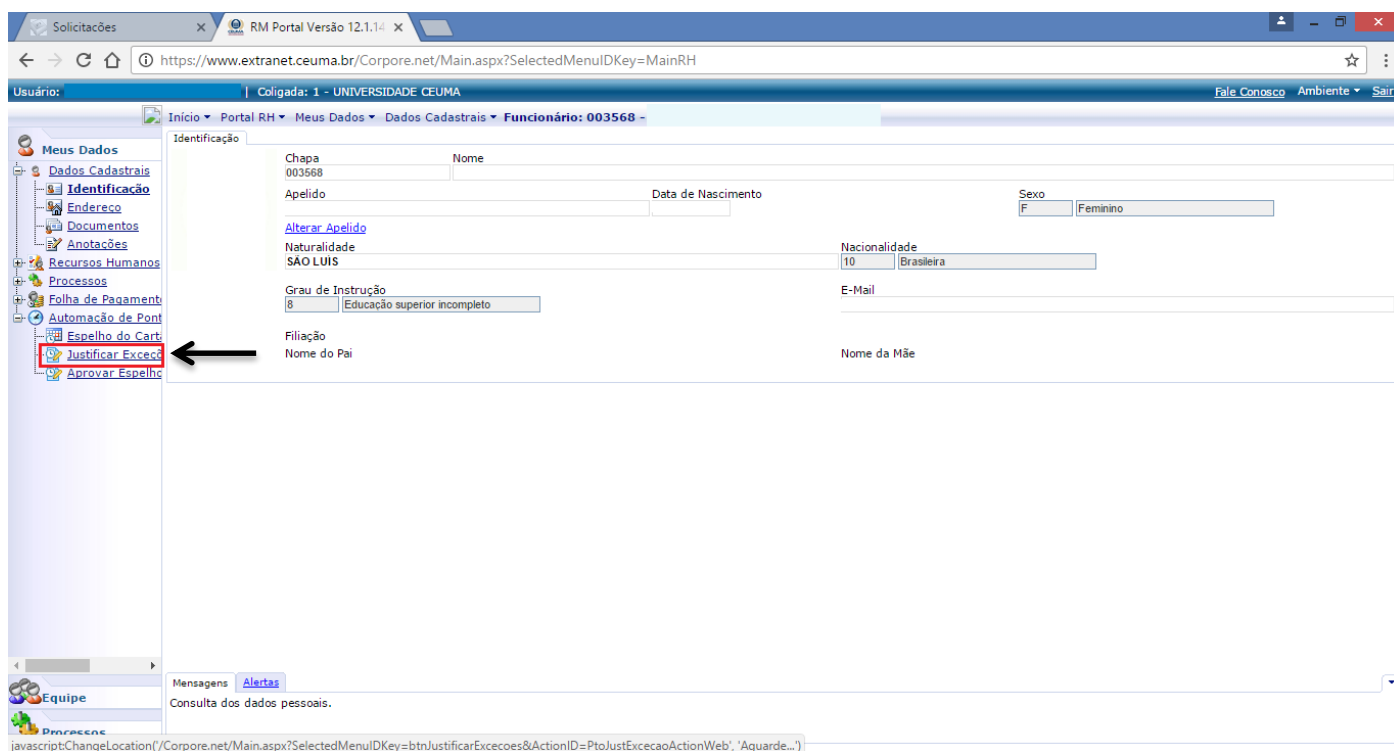 Solicitacões
RM Portal Versão 12.1.14
https://www.extranet.ceuma.br/Corpore.net/Main.aspx?SelectedMenuIDKey=MainRH
Usuário: | Coligada: 1 - UNIVERSIDADE CEUMA Fale Conosco Ambiente Sair
Início Portal RH Meus Dados Dados Cadastrais Funcionário: 003568 -
Meus Dados
Dados Cadastrais
Identificação
Endereço
Documentos
Anotações
Recursos Humanos
Processos
Folha de Pagament
Automação de Pont
Espelho do Cart
Justificar Exceçõ
Aprovar Espelho
Identificação
Chapa Nome
003568
Apelido Data de Nascimento Sexo
F Feminino
Alterar Apelido
Naturalidade Nacionalidade
SÃO LUÍS 10 Brasileira
Grau de Instrução E-Mail
8 Educação superior incompleto
Filiação
Nome do Pai Nome da Mãe
Equipe
Processos
Mensagens Alertas
Consulta dos dados pessoais.
javascript:ChangeLocation('/Corpore.net/Main.aspx?SelectedMenuIDKey=btnJustificarExcecoes&ActionID=PtoJustExcecaoActionWeb', 'Aguarde...')